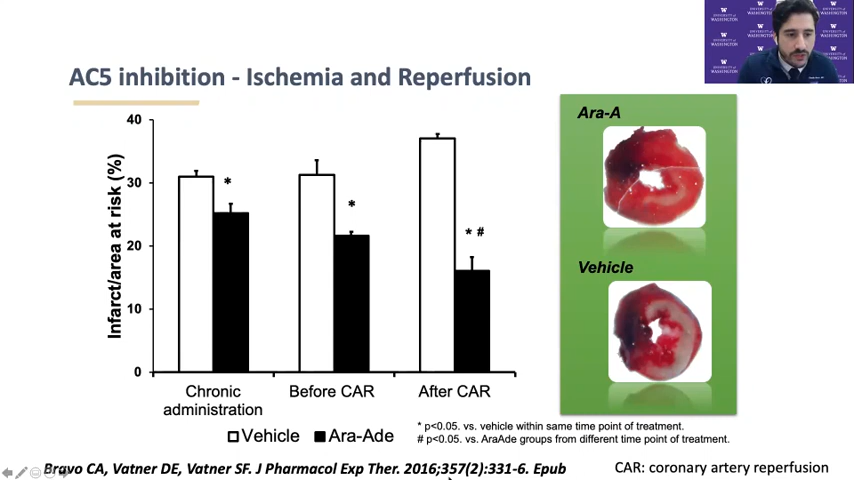 AC5 inhibition - Ischemia and Reperfusion
Infarct/area at risk (%)
40
30
20
10
0
*
*
* #
Chronic
administration
Before CAR
After CAR
Vehicle
Ara-Ade
Ara-A
Vehicle
* p<0.05. vs. vehicle within same time point of treatment.
# p<0.05. vs AraAde groups from different time point of treatment.
Bravo CA, Vatner DE, Vatner SF. J Pharmacol Exp Ther. 2016;357(2):331-6. Epub
CAR: coronary artery reperfusion
W
UNIVERSITY of
WASHINGTON